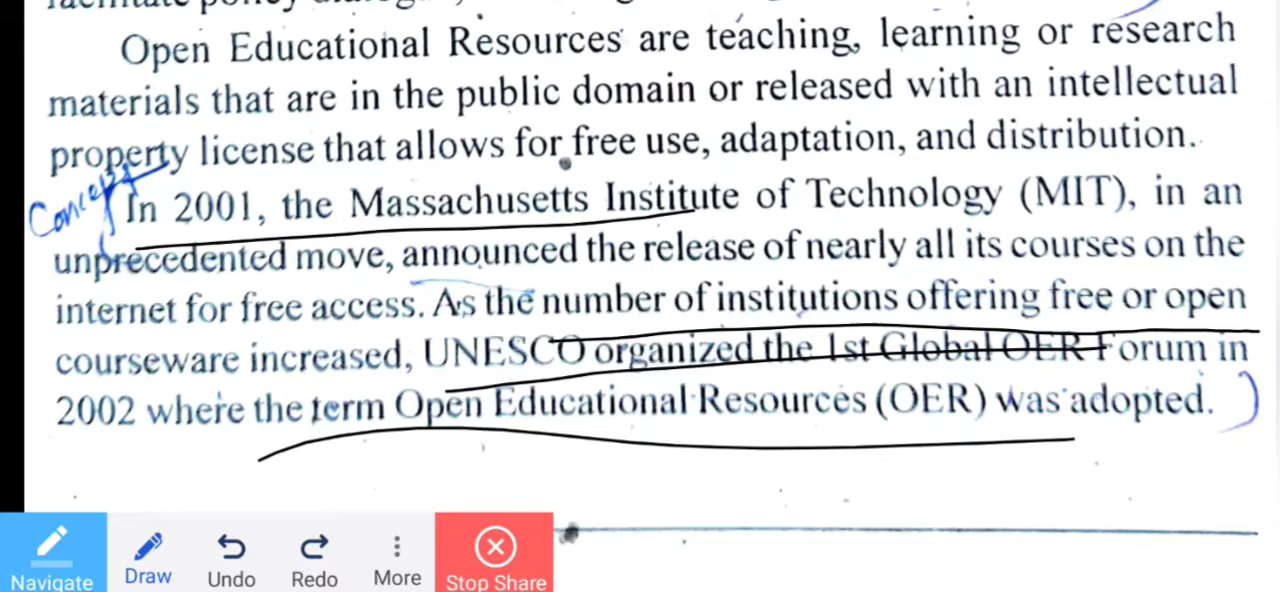 Open Educational Resources are teaching, learning or research
materials that are in the public domain or released with an intellectual
property license that allows for free use, adaptation, and distribution.
Concept
In 2001, the Massachusetts Institute of Technology (MIT), in an
unprecedented move, announced the release of nearly all its courses on the
internet for free access. As the number of institutions offering free or open
courseware increased, UNESCO organized the 1st Global OER Forum in
2002 where the term Open Educational Resources (OER) was adopted.
Navigate
Draw
Undo
Redo
More
Stop Share